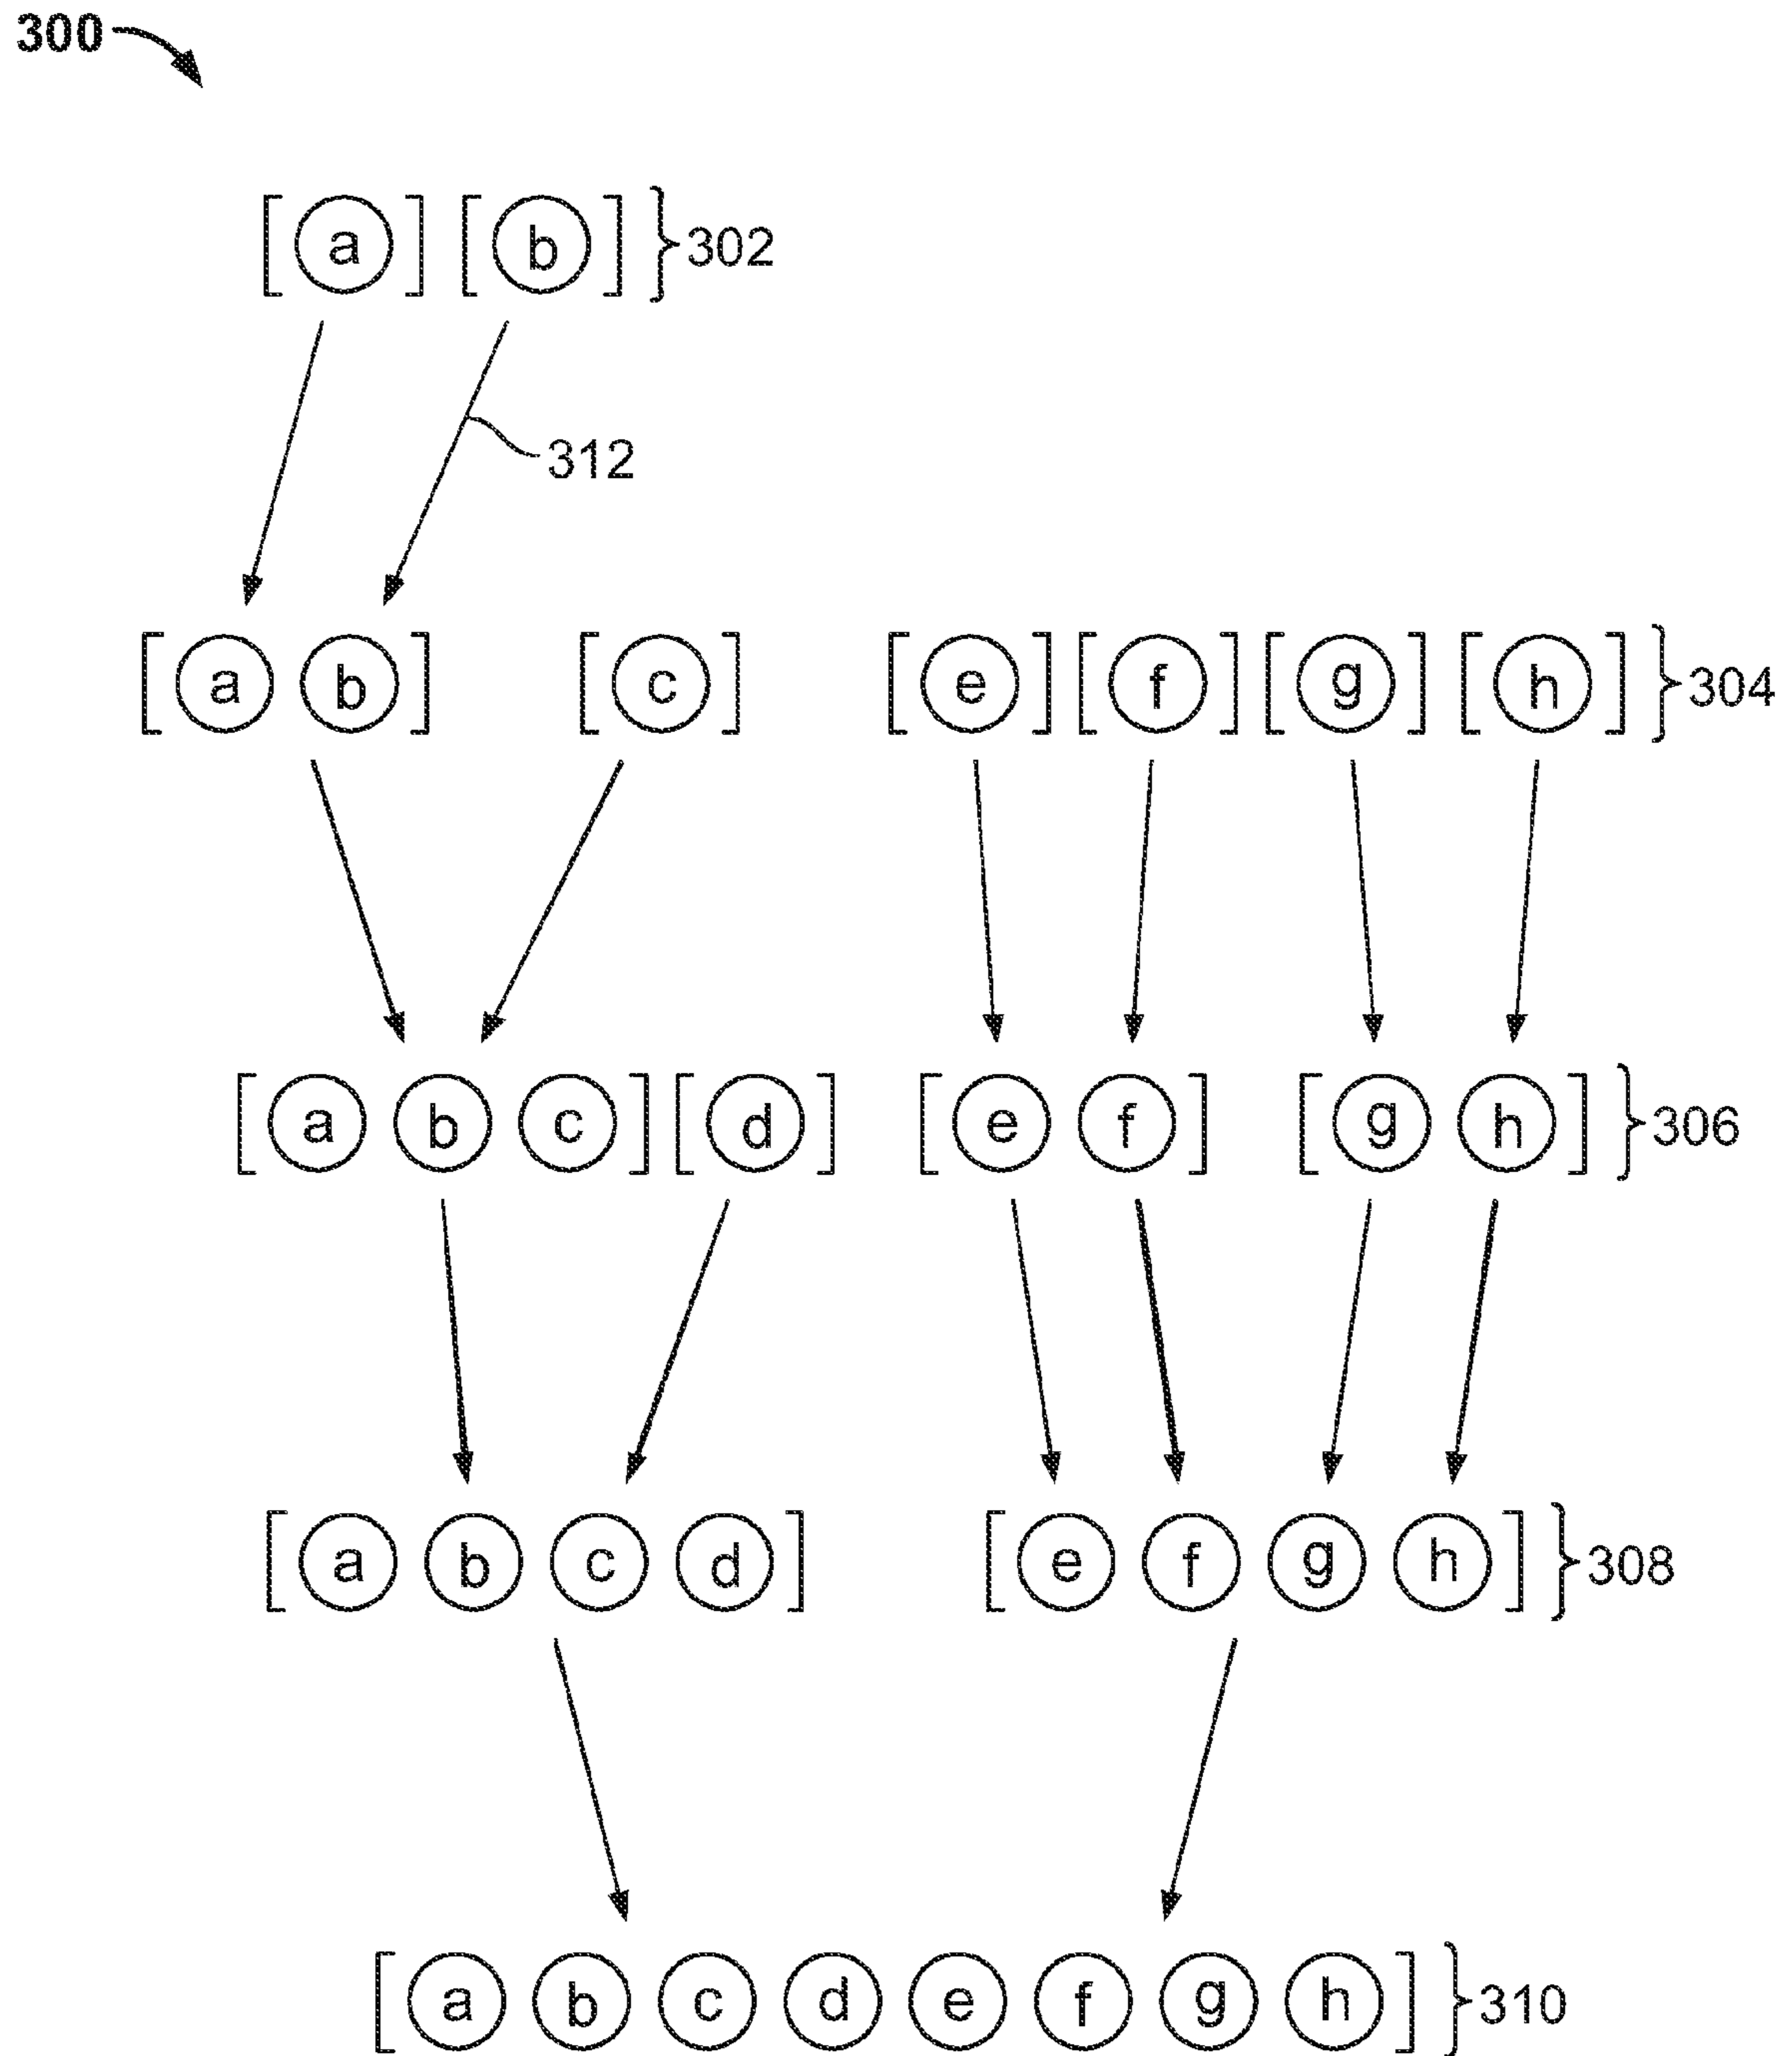 300
[a] [b] }302
312
[a b] [c] [e] [f] [g] [h] }304
[a b c] [d] [e f] [g h] }306
[a b c d] [e f g h] }308
[a b c d e f g h] }310